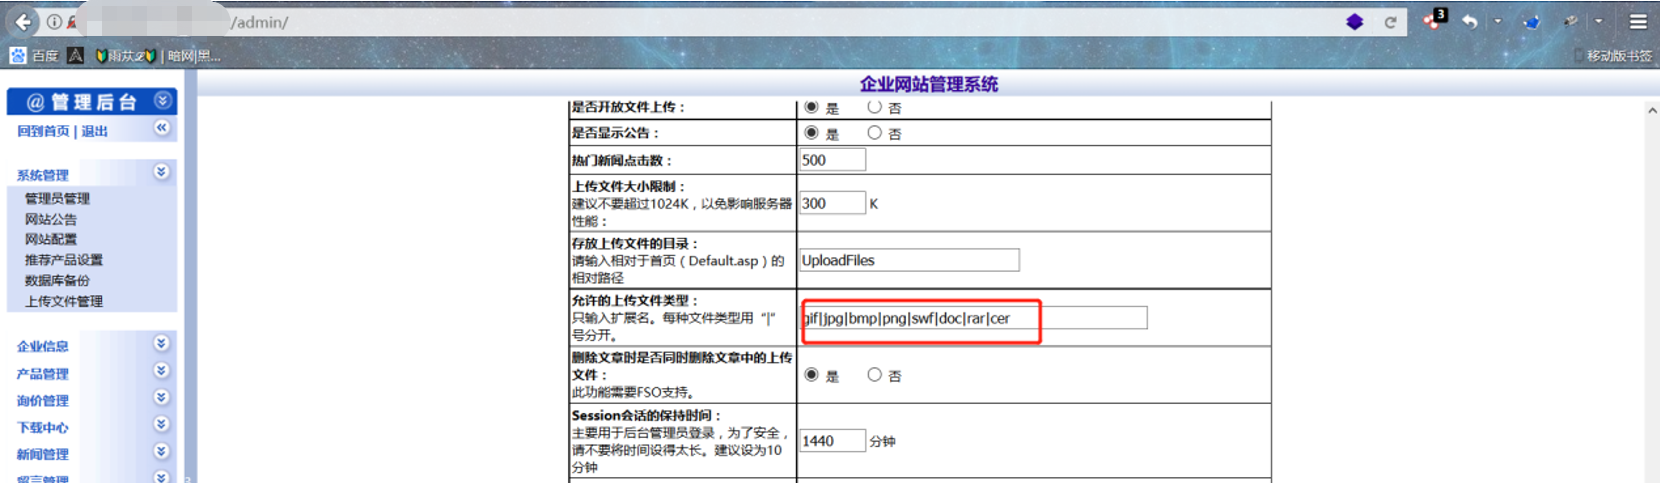 /admin/
3
百度
雨苁ℤ | 暗网|黑...
移动版书签
企业网站管理系统
@ 管理后台
回到首页 | 退出
系统管理
管理员管理
网站公告
网站配置
推荐产品设置
数据库备份
上传文件管理
企业信息
产品管理
询价管理
下载中心
新闻管理
留言管理
是否开放文件上传：
是 否
是否显示公告：
是 否
热门新闻点击数：
500
上传文件大小限制：
建议不要超过1024K，以免影响服务器
性能：
300 K
存放上传文件的目录：
请输入相对于首页（Default.asp）的
相对路径
UploadFiles
允许的上传文件类型：
只输入扩展名。每种文件类型用“|”
号分开。
gif|jpg|bmp|png|swf|doc|rar|cer
删除文章时是否同时删除文章中的上传
文件：
此功能需要FSO支持。
是 否
Session会话的保持时间：
主要用于后台管理员登录，为了安全，
请不要将时间设得太长。建议设为10
分钟
1440 分钟